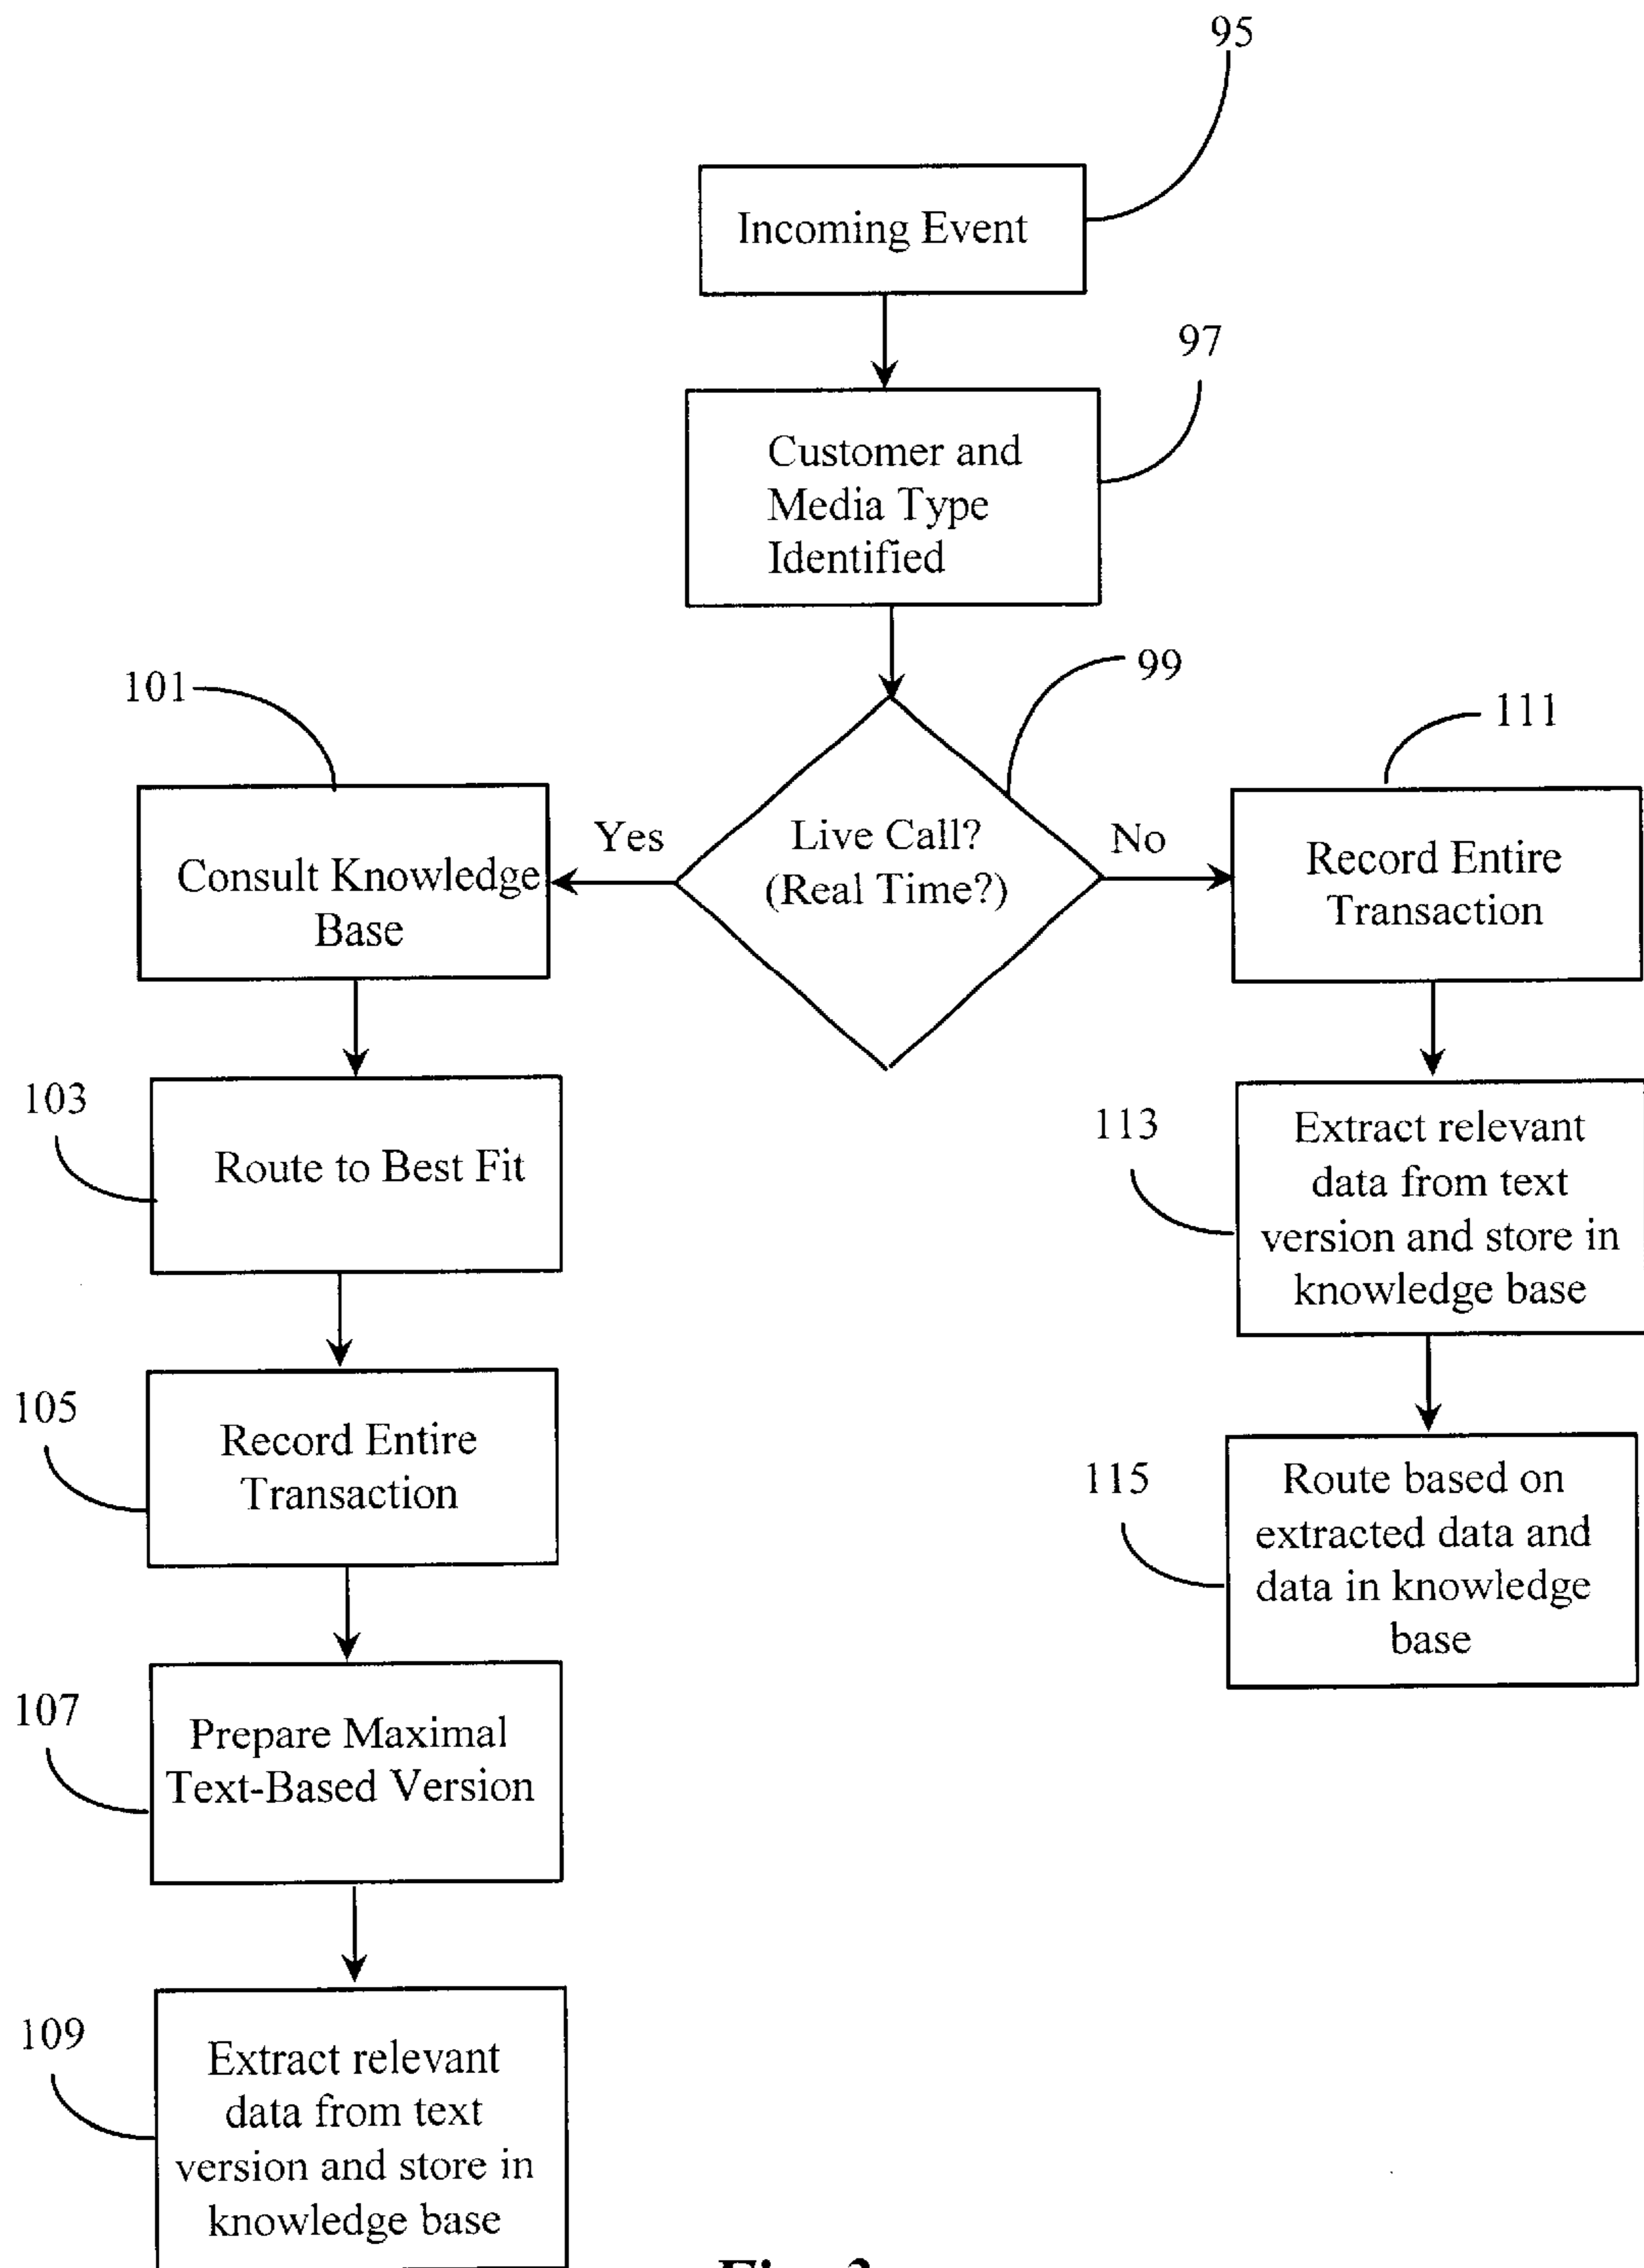 95
Incoming Event
97
Customer and
Media Type
Identified
99
101
111
Yes
Live Call?
(Real Time?)
No
Consult Knowledge
Base
Record Entire
Transaction
103
Route to Best Fit
113
Extract relevant
data from text
version and store in
knowledge base
105
Record Entire
Transaction
115
Route based on
extracted data and
data in knowledge
base
107
Prepare Maximal
Text-Based Version
109
Extract relevant
data from text
version and store in
knowledge base